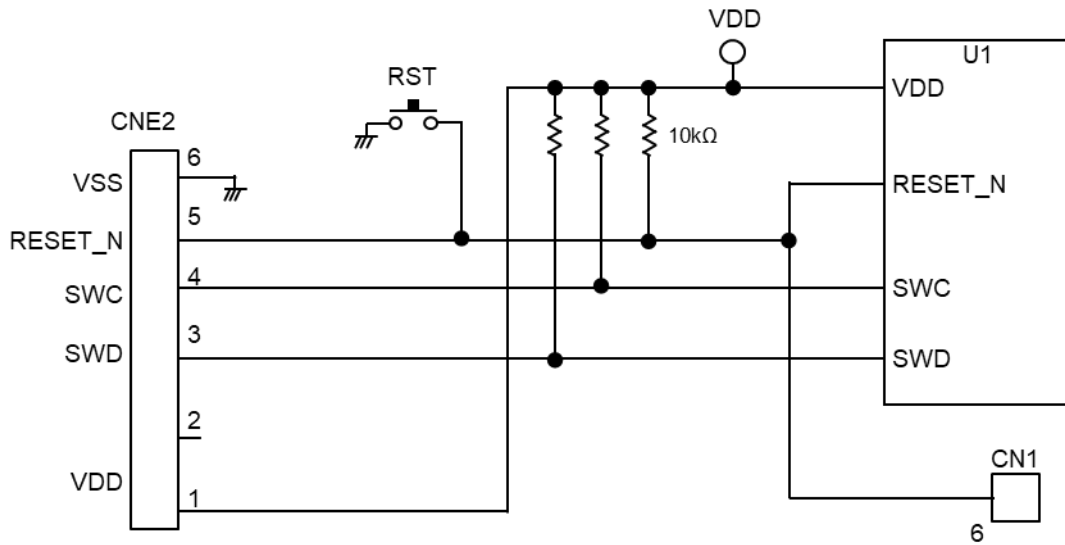 VDD
U1
RST
VDD
CNE2
10kΩ
6
VSS
RESET_N
5
RESET_N
4
SWC
SWC
3
SWD
SWD
2
CN1
VDD
1
6